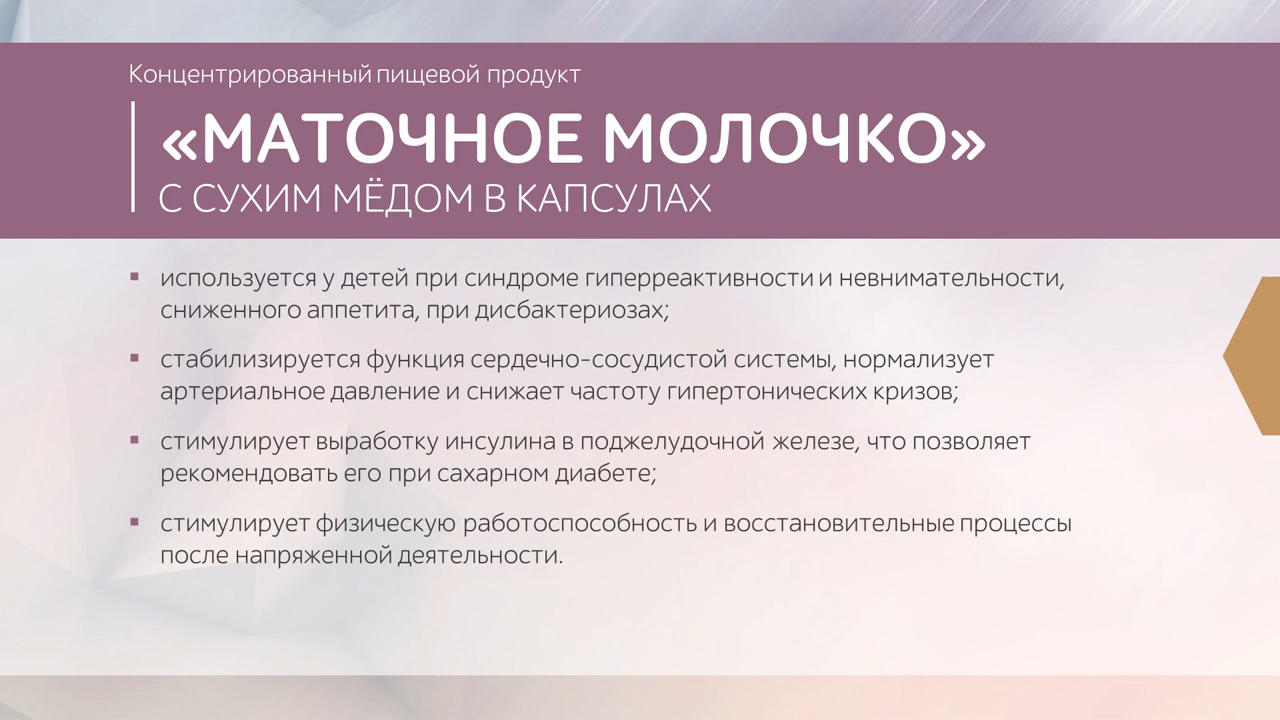 Концентрированный пищевой продукт
«МАТОЧНОЕ МОЛОЧКО»
С СУХИМ МЁДОМ В КАПСУЛАХ
▪ используется у детей при синдроме гиперреактивности и невнимательности,
сниженного аппетита, при дисбактериозах;
▪ стабилизируется функция сердечно-сосудистой системы, нормализует
артериальное давление и снижает частоту гипертонических кризов;
▪ стимулирует выработку инсулина в поджелудочной железе, что позволяет
рекомендовать его при сахарном диабете;
▪ стимулирует физическую работоспособность и восстановительные процессы
после напряженной деятельности.